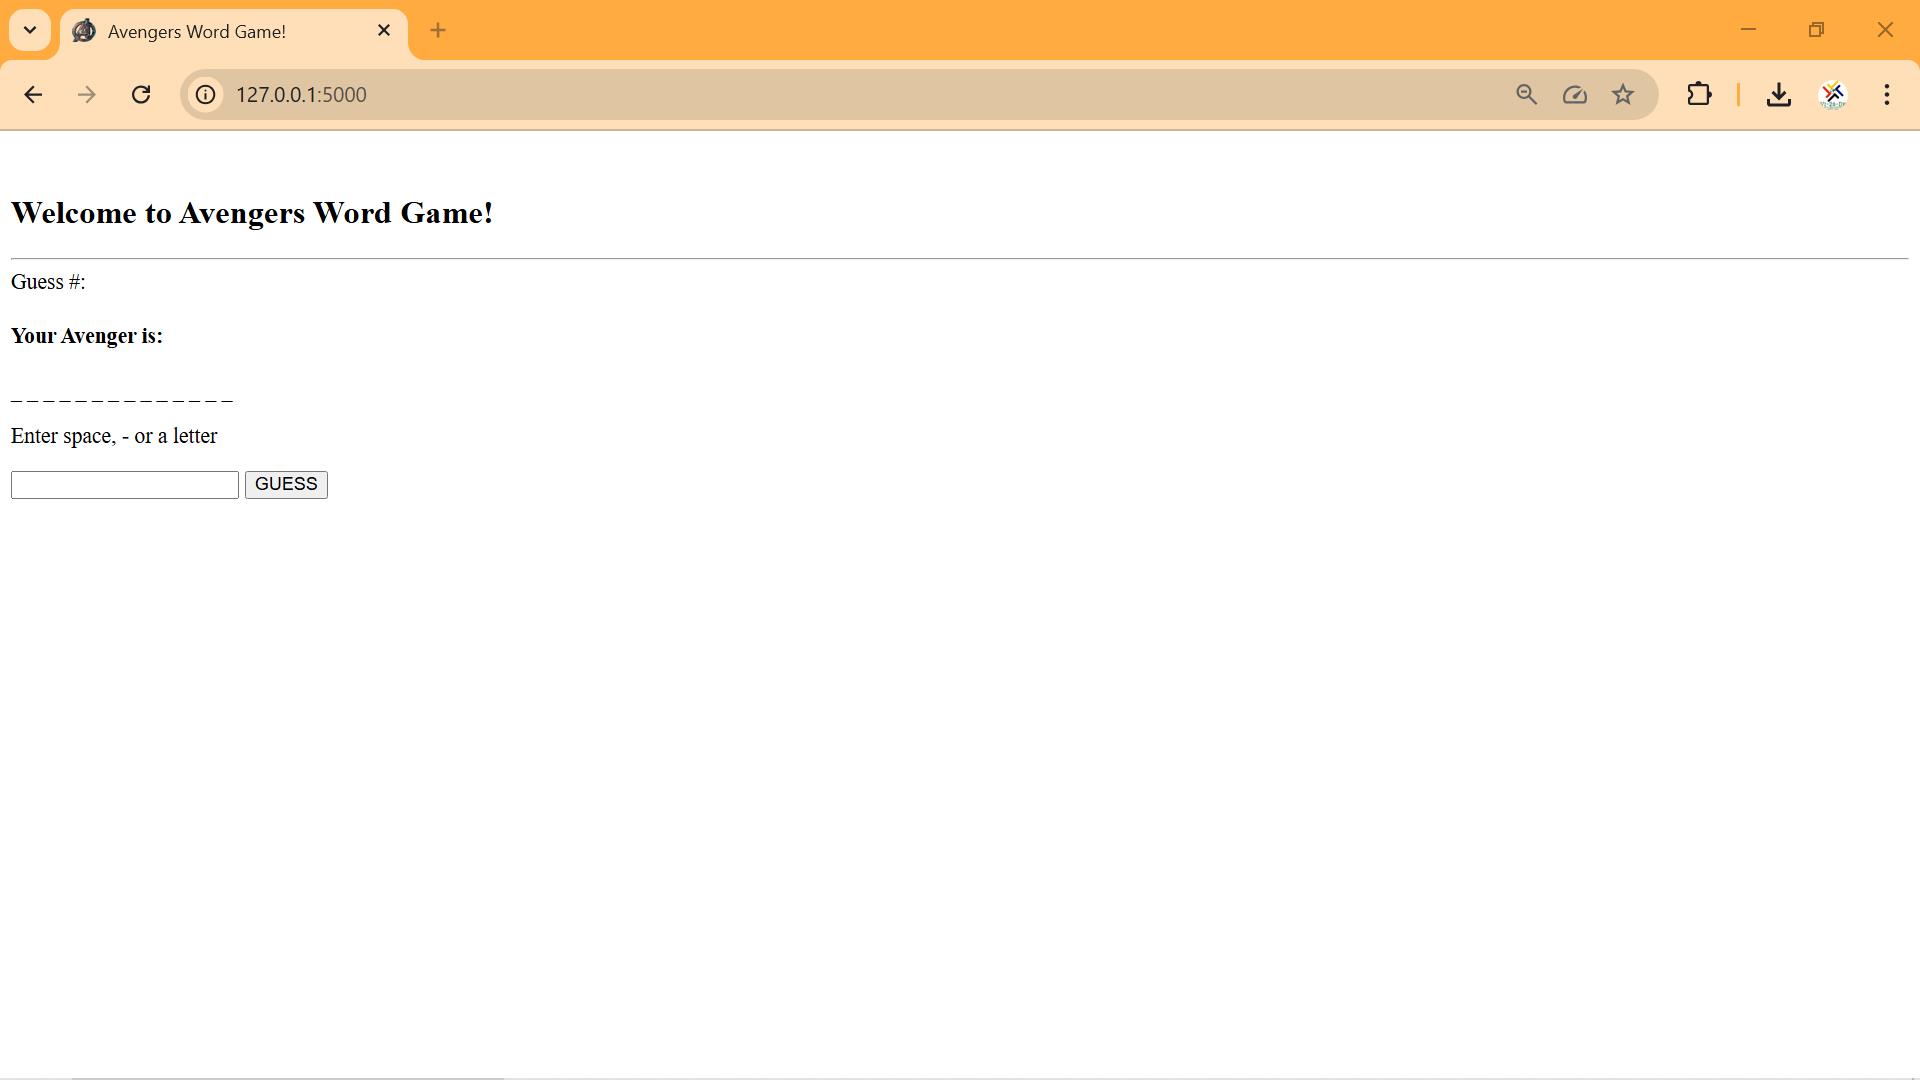 Avengers Word Game!
127.0.0.1:5000
Welcome to Avengers Word Game!
Guess #:
Your Avenger is:
_ _ _ _ _ _ _ _ _ _ _ _ _ _
Enter space, - or a letter
GUESS